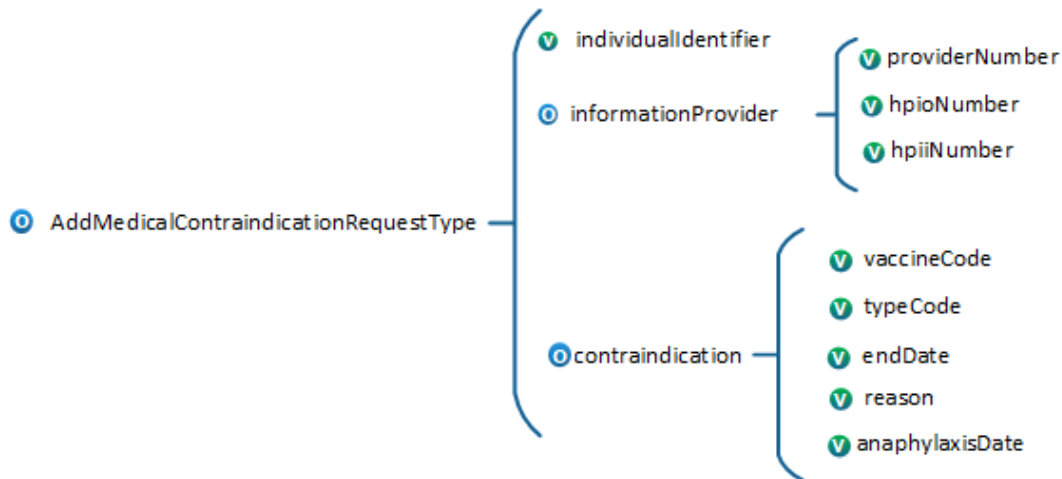 O AddMedicalContraindicationRequestType
V individualIdentifier
O informationProvider
V providerNumber
V hpioNumber
V hpiiNumber
O contraindication
V vaccineCode
V typeCode
V endDate
V reason
V anaphylaxisDate